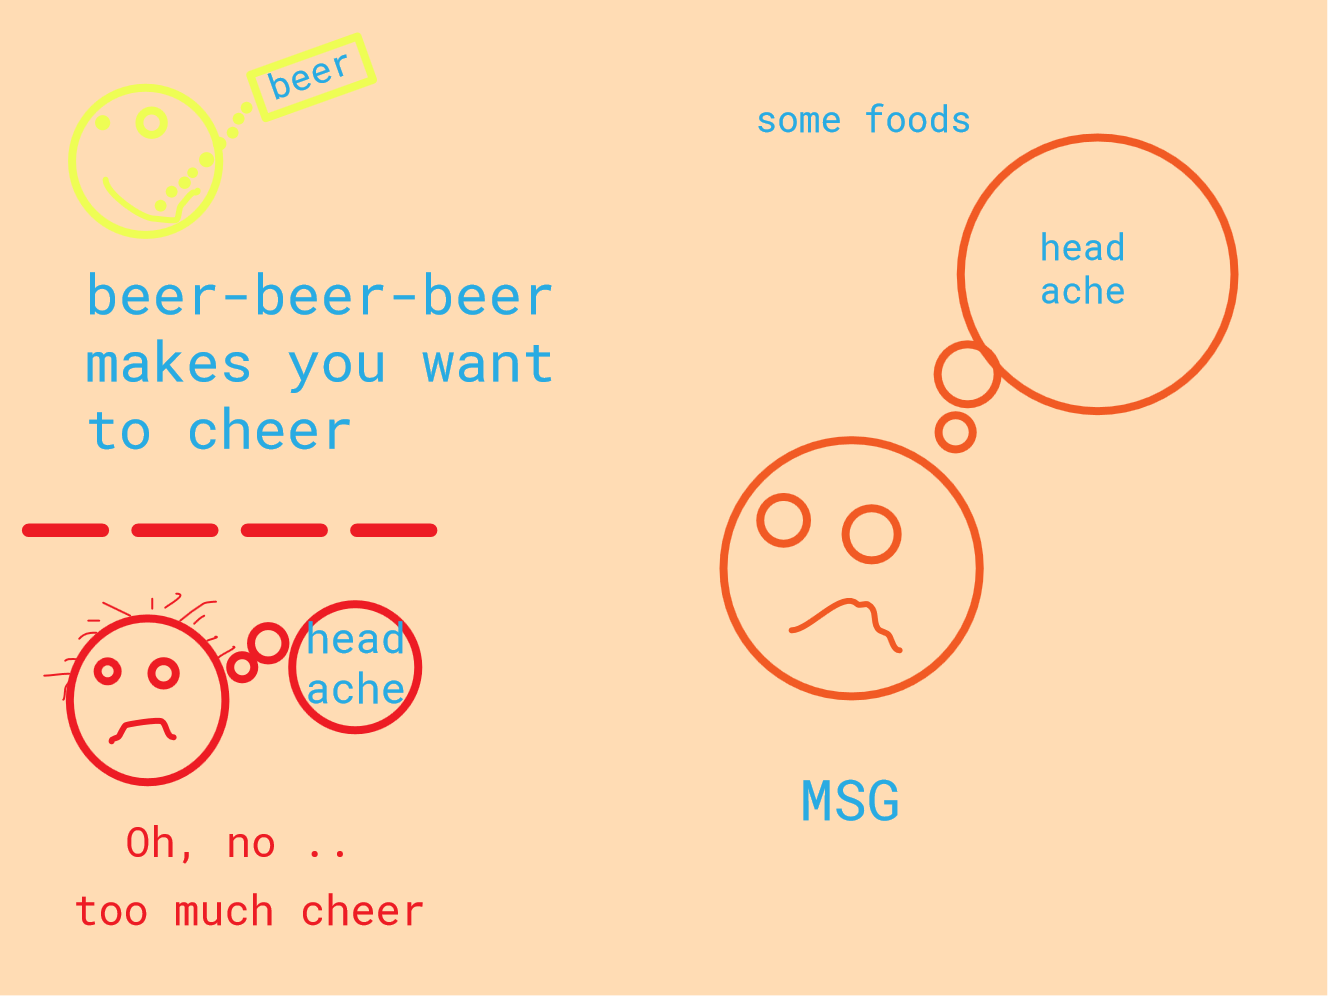 beer
beer-beer-beer
makes you want
to cheer
head
ache
Oh, no ..
too much cheer
some foods
head
ache
MSG